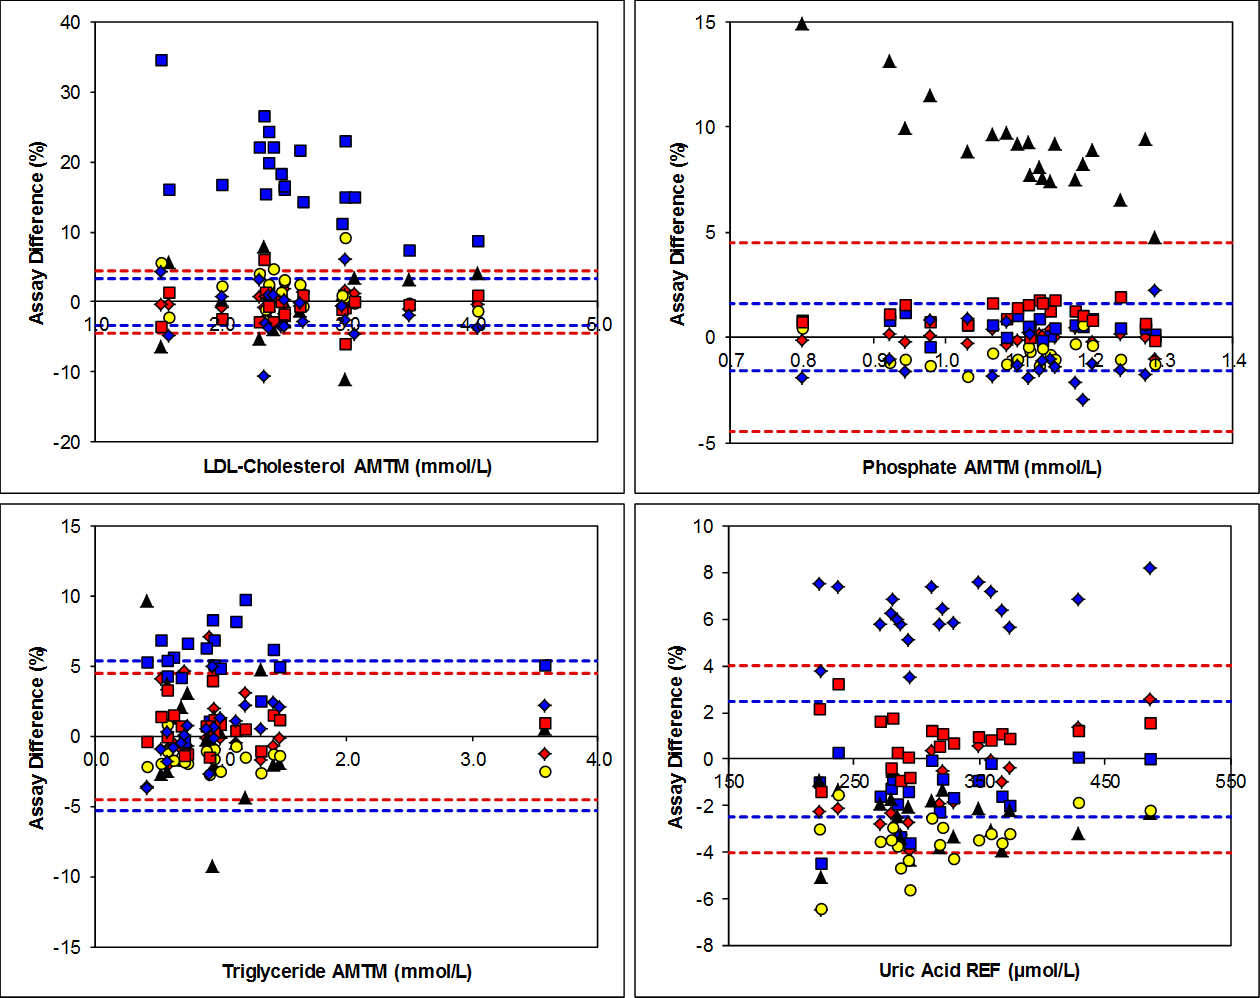 Assay Difference (%)
40
30
20
10
0
-10
-20
1.0 2.0 3.0 4.0 5.0
LDL-Cholesterol AMTM (mmol/L)
Assay Difference (%)
15
10
5
0
-5
0.7 0.8 0.9 1.0 1.1 1.2 1.3 1.4
Phosphate AMTM (mmol/L)
Assay Difference (%)
15
10
5
0
-5
-10
-15
0.0 1.0 2.0 3.0 4.0
Triglyceride AMTM (mmol/L)
Assay Difference (%)
10
8
6
4
2
0
-2
-4
-6
-8
150 250 350 450 550
Uric Acid REF (µmol/L)